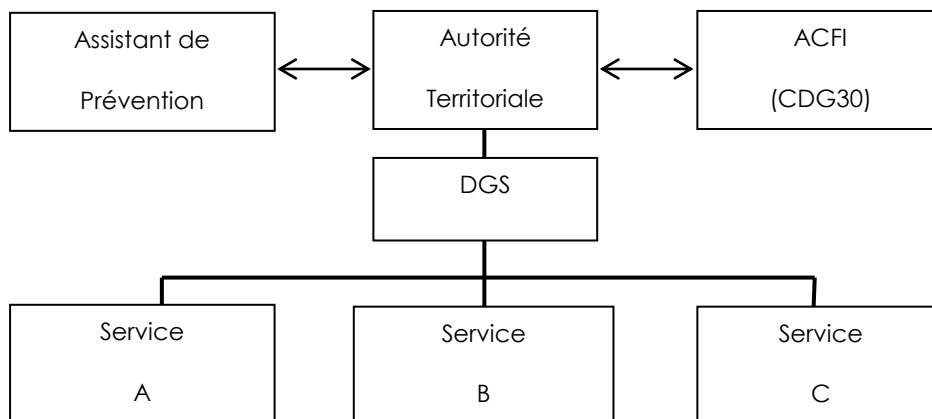 Assistant de
Prévention
Autorité
Territoriale
ACFI
(CDG30)
DGS
Service
A
Service
B
Service
C